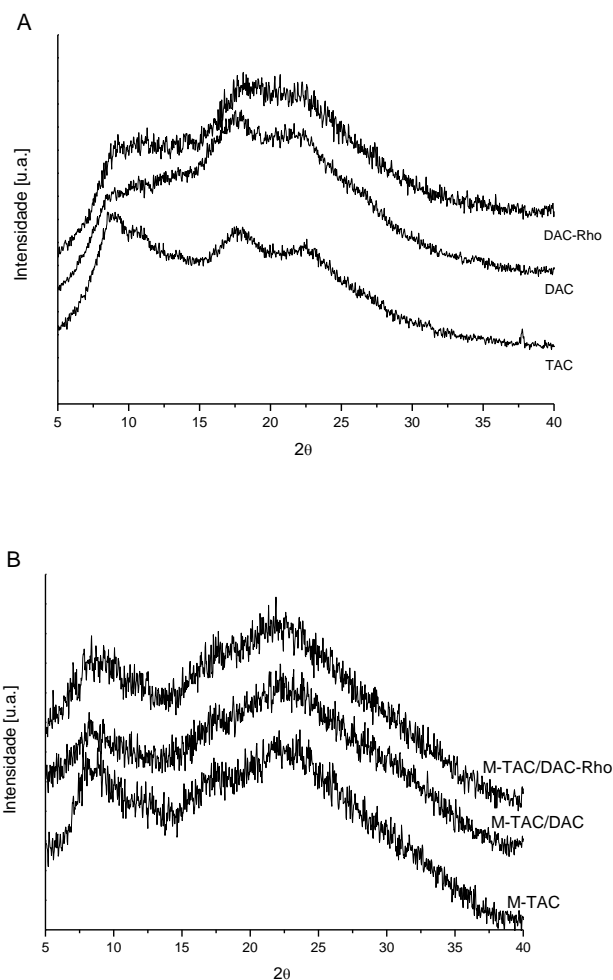 A
Intensidade [u.a.]
DAC-Rho
DAC
TAC
5 10 15 20 25 30 35 40
2θ
B
Intensidade [u.a.]
M-TAC/DAC-Rho
M-TAC/DAC
M-TAC
5 10 15 20 25 30 35 40
2θ